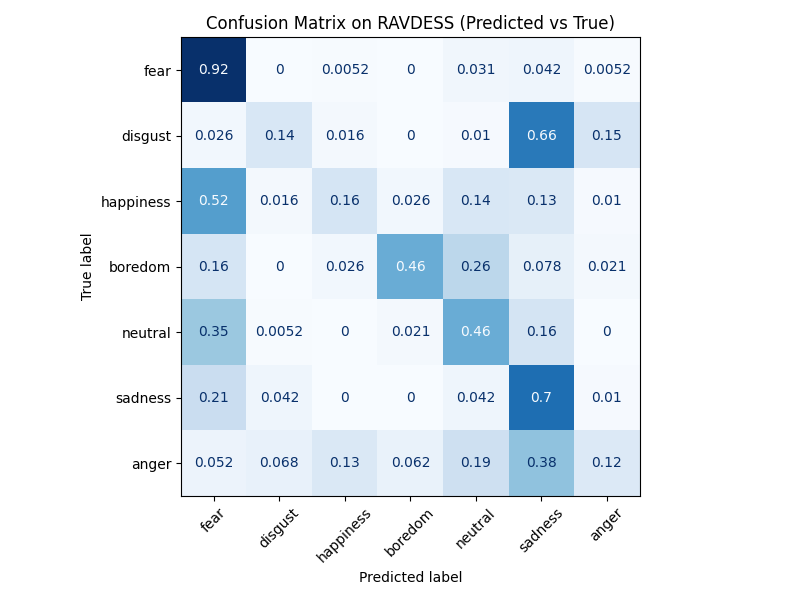 Confusion Matrix on RAVDESS (Predicted vs True)
fear 0.92 0 0.0052 0 0.031 0.042 0.0052
disgust 0.026 0.14 0.016 0 0.01 0.66 0.15
happiness 0.52 0.016 0.16 0.026 0.14 0.13 0.01
boredom 0.16 0 0.026 0.46 0.26 0.078 0.021
neutral 0.35 0.0052 0 0.021 0.46 0.16 0
sadness 0.21 0.042 0 0 0.042 0.7 0.01
anger 0.052 0.068 0.13 0.062 0.19 0.38 0.12
True label
fear disgust happiness boredom neutral sadness anger
Predicted label